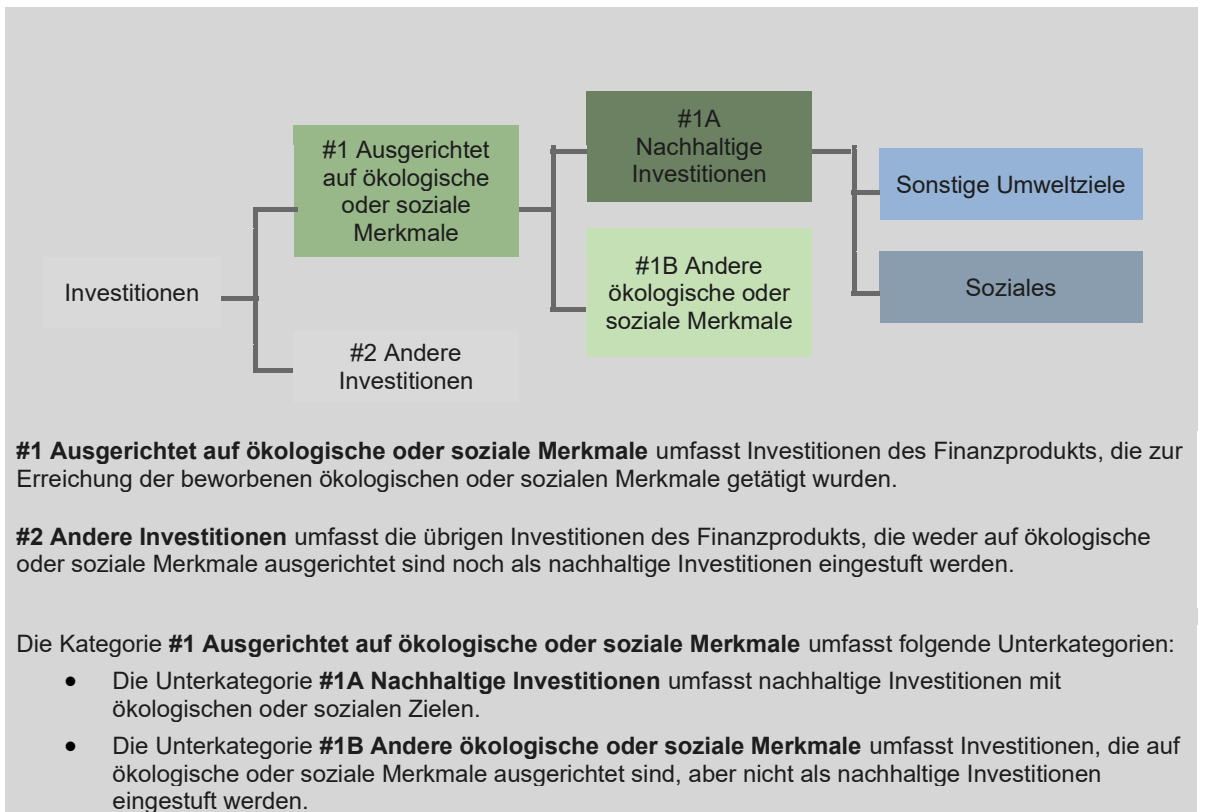 #1 Ausgerichtet
auf ökologische
oder soziale
Merkmale
#1A
Nachhaltige
Investitionen
Sonstige Umweltziele
Investitionen
#1B Andere
ökologische oder
soziale Merkmale
Soziales
#2 Andere
Investitionen
#1 Ausgerichtet auf ökologische oder soziale Merkmale umfasst Investitionen des Finanzprodukts, die zur
Erreichung der beworbenen ökologischen oder sozialen Merkmale getätigt wurden.
#2 Andere Investitionen umfasst die übrigen Investitionen des Finanzprodukts, die weder auf ökologische
oder soziale Merkmale ausgerichtet sind noch als nachhaltige Investitionen eingestuft werden.
Die Kategorie #1 Ausgerichtet auf ökologische oder soziale Merkmale umfasst folgende Unterkategorien:
• Die Unterkategorie #1A Nachhaltige Investitionen umfasst nachhaltige Investitionen mit
ökologischen oder sozialen Zielen.
• Die Unterkategorie #1B Andere ökologische oder soziale Merkmale umfasst Investitionen, die auf
ökologische oder soziale Merkmale ausgerichtet sind, aber nicht als nachhaltige Investitionen
eingestuft werden.